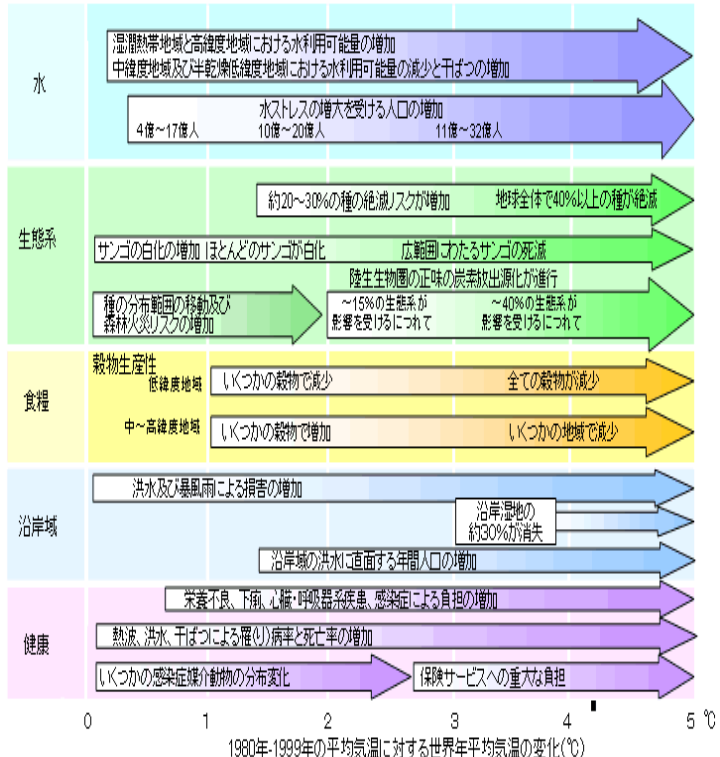 水
湿潤熱帯地域と高緯度地域における水利用可能量の増加
中緯度地域及び半乾燥低緯度地域における水利用可能量の減少と干ばつの増加
水ストレスの増大を受ける人口の増加
4億～17億人 10億～20億人 11億～32億人
生態系
約20～30%の種の絶滅リスクが増加 地球全体で40%以上の種が絶滅
サンゴの白化の増加 ほとんどのサンゴが白化 広範囲にわたるサンゴの死滅
陸生生物圏の正味の炭素放出源化が進行
種の分布範囲の移動及び
森林火災リスクの増加
～15%の生態系が
影響を受けるにつれて
～40%の生態系が
影響を受けるにつれて
食糧
穀物生産性
低緯度地域 いくつかの穀物で減少 全ての穀物が減少
中～高緯度地域 いくつかの穀物で増加 いくつかの地域で減少
沿岸域
洪水及び暴風雨による損害の増加
沿岸湿地の
約30%が消失
沿岸域の洪水に直面する年間人口の増加
健康
栄養不良、下痢、心臓・呼吸器系疾患、感染症による負担の増加
熱波、洪水、干ばつによる罹(り)病率と死亡率の増加
いくつかの感染症媒介動物の分布変化 保険サービスへの重大な負担
0 1 2 3 4 5 ℃
1980年-1999年の平均気温に対する世界年平均気温の変化(℃)